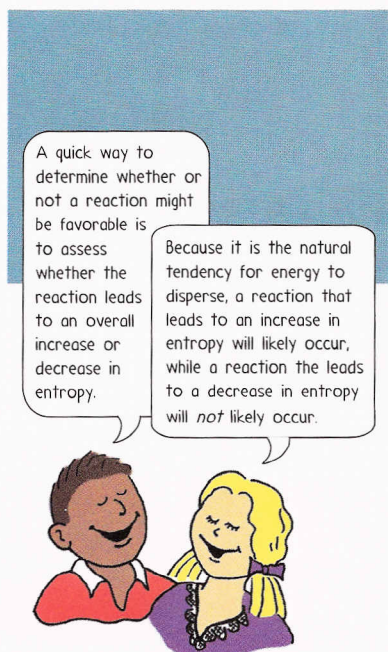 A quick way to
determine whether or
not a reaction might
be favorable is
to assess
whether the
reaction leads
to an overall
increase or
decrease in
entropy.
Because it is the natural
tendency for energy to
disperse, a reaction that
leads to an increase in
entropy will likely occur,
while a reaction the leads
to a decrease in entropy
will not likely occur.